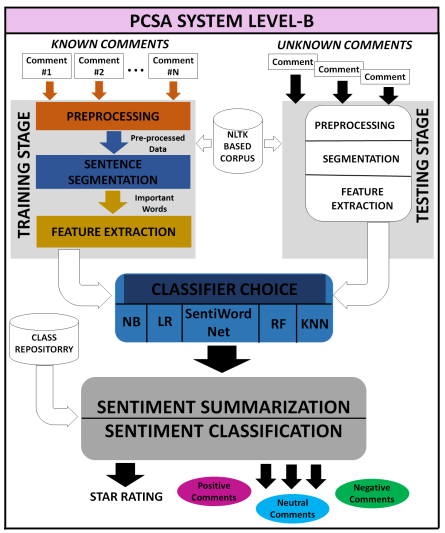 PCSA SYSTEM LEVEL-B
KNOWN COMMENTS
UNKNOWN COMMENTS
Comment
#1
Comment
#2
...
Comment
#N
Comment
Comment
Comment
TRAINING STAGE
PREPROCESSING
Pre-processed
Data
SENTENCE
SEGMENTATION
Important
Words
FEATURE EXTRACTION
NLTK
BASED
CORPUS
PREPROCESSING
SEGMENTATION
FEATURE
EXTRACTION
TESTING STAGE
CLASSIFIER CHOICE
NB
LR
SentiWord
Net
RF
KNN
CLASS
REPOSITORRY
SENTIMENT SUMMARIZATION
SENTIMENT CLASSIFICATION
STAR RATING
Positive
Comments
Neutral
Comments
Negative
Comments